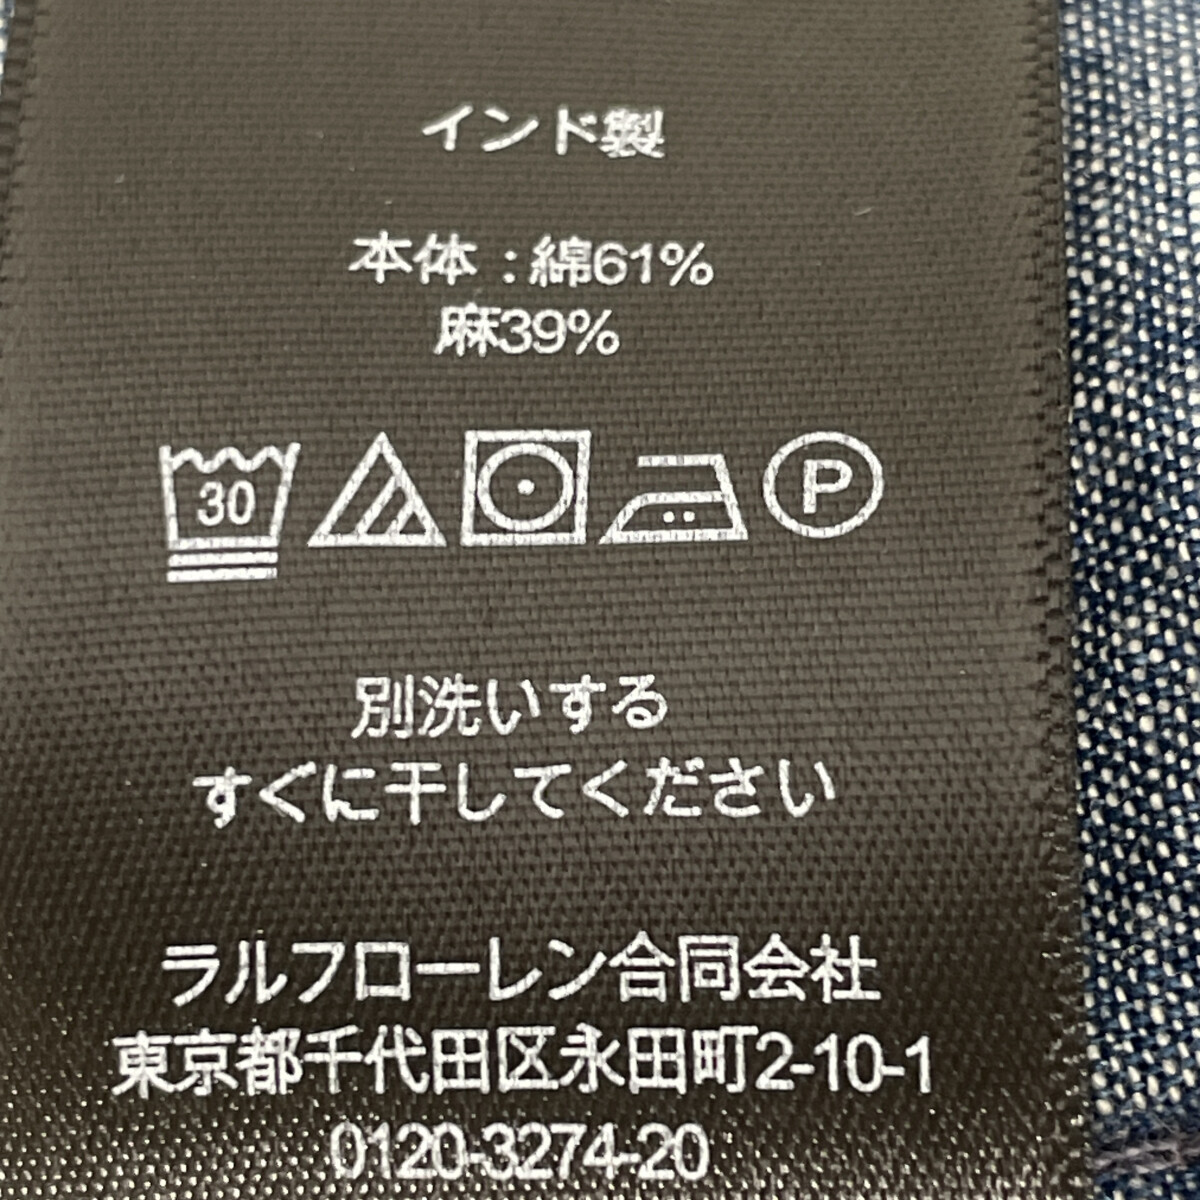 インド製
本体：綿61%
麻39%
30 P
別洗いする
すぐに干してください
ラルフローレン合同会社
東京都千代田区永田町2-10-1
0120-3274-20